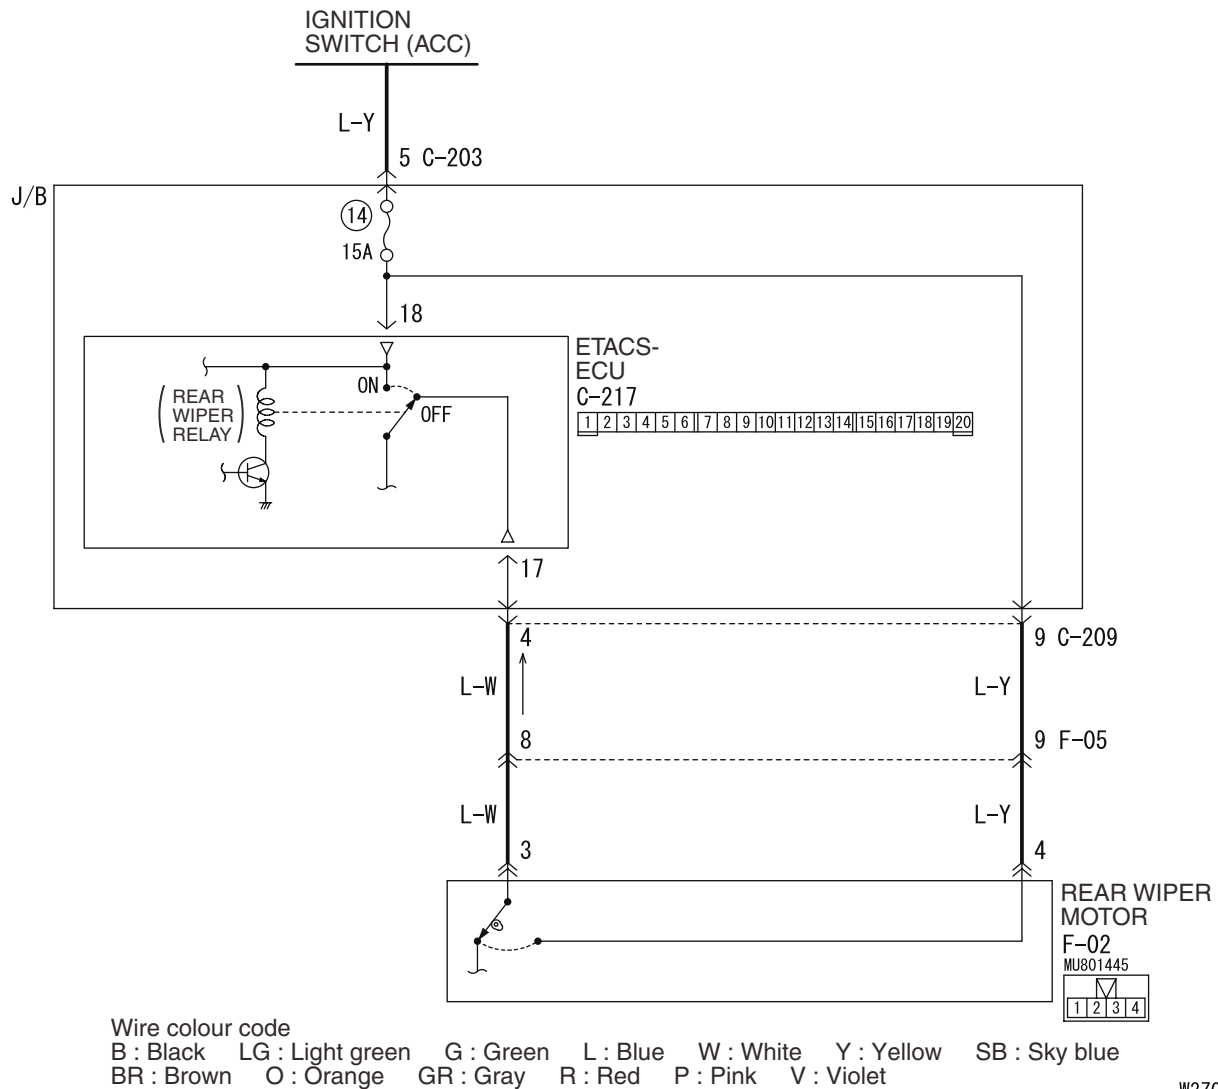 IGNITION
SWITCH (ACC)
L-Y
5 C-203
J/B
14
15A
18
ETACS-
ECU
C-217
1 2 3 4 5 6 7 8 9 10 11 12 13 14 15 16 17 18 19 20
ON
OFF
(REAR
WIPER
RELAY)
17
4
9 C-209
L-W
L-Y
8
9 F-05
L-W
L-Y
3
4
REAR WIPER
MOTOR
F-02
MU801445
1 2 3 4
Wire colour code
B : Black LG : Light green G : Green L : Blue W : White Y : Yellow SB : Sky blue
BR : Brown O : Orange GR : Gray R : Red P : Pink V : Violet